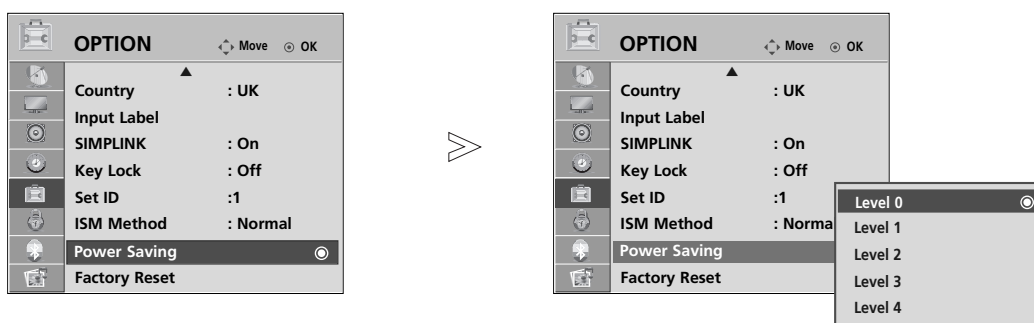 OPTION
Move
OK
Country : UK
Input Label
SIMPLINK : On
Key Lock : Off
Set ID :1
ISM Method : Normal
Power Saving
Factory Reset
OPTION
Move
OK
Country : UK
Input Label
SIMPLINK : On
Key Lock : Off
Set ID :1
ISM Method : Norma
Power Saving
Factory Reset
Level 0
Level 1
Level 2
Level 3
Level 4